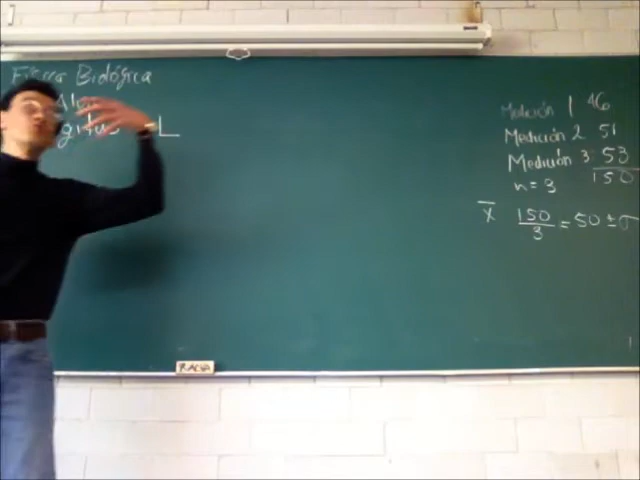 Física Biológica
L
Medición 1 46
Medición 2 51
Medición 3 53
150
n = 3
x̄ 150/3 = 50 ± σ